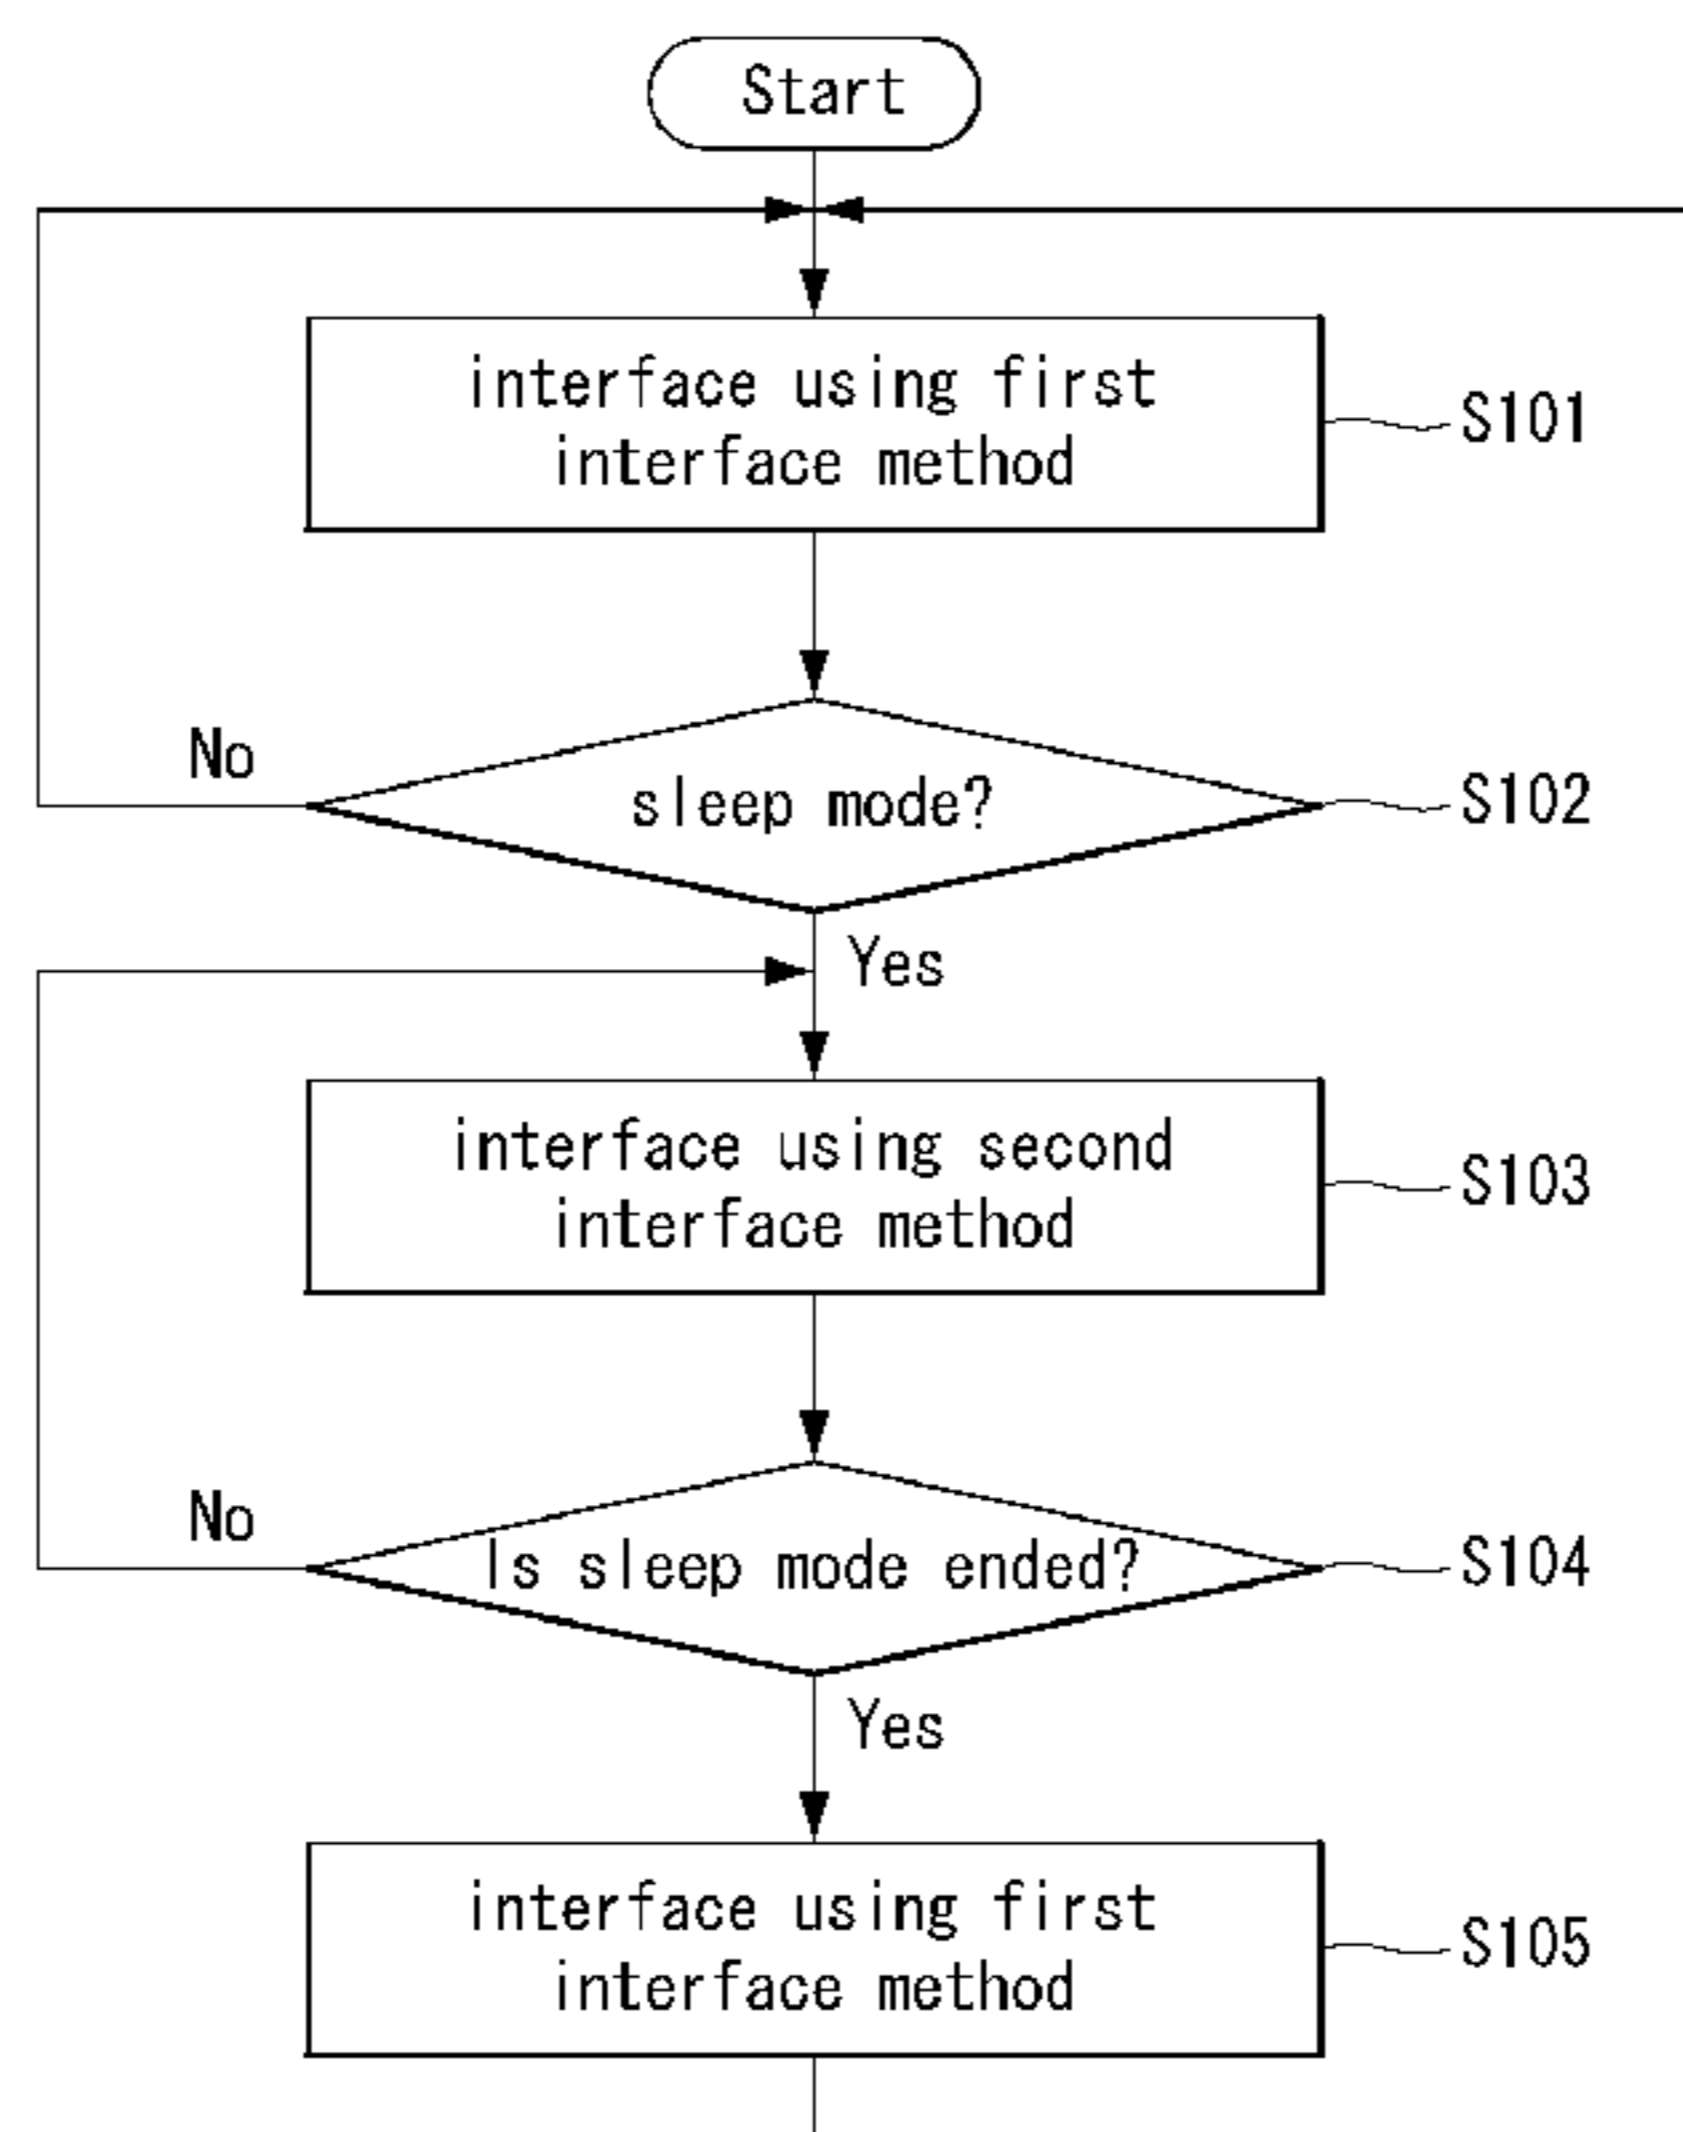 Start
interface using first
interface method
S101
No
sleep mode?
S102
Yes
interface using second
interface method
S103
No
Is sleep mode ended?
S104
Yes
interface using first
interface method
S105